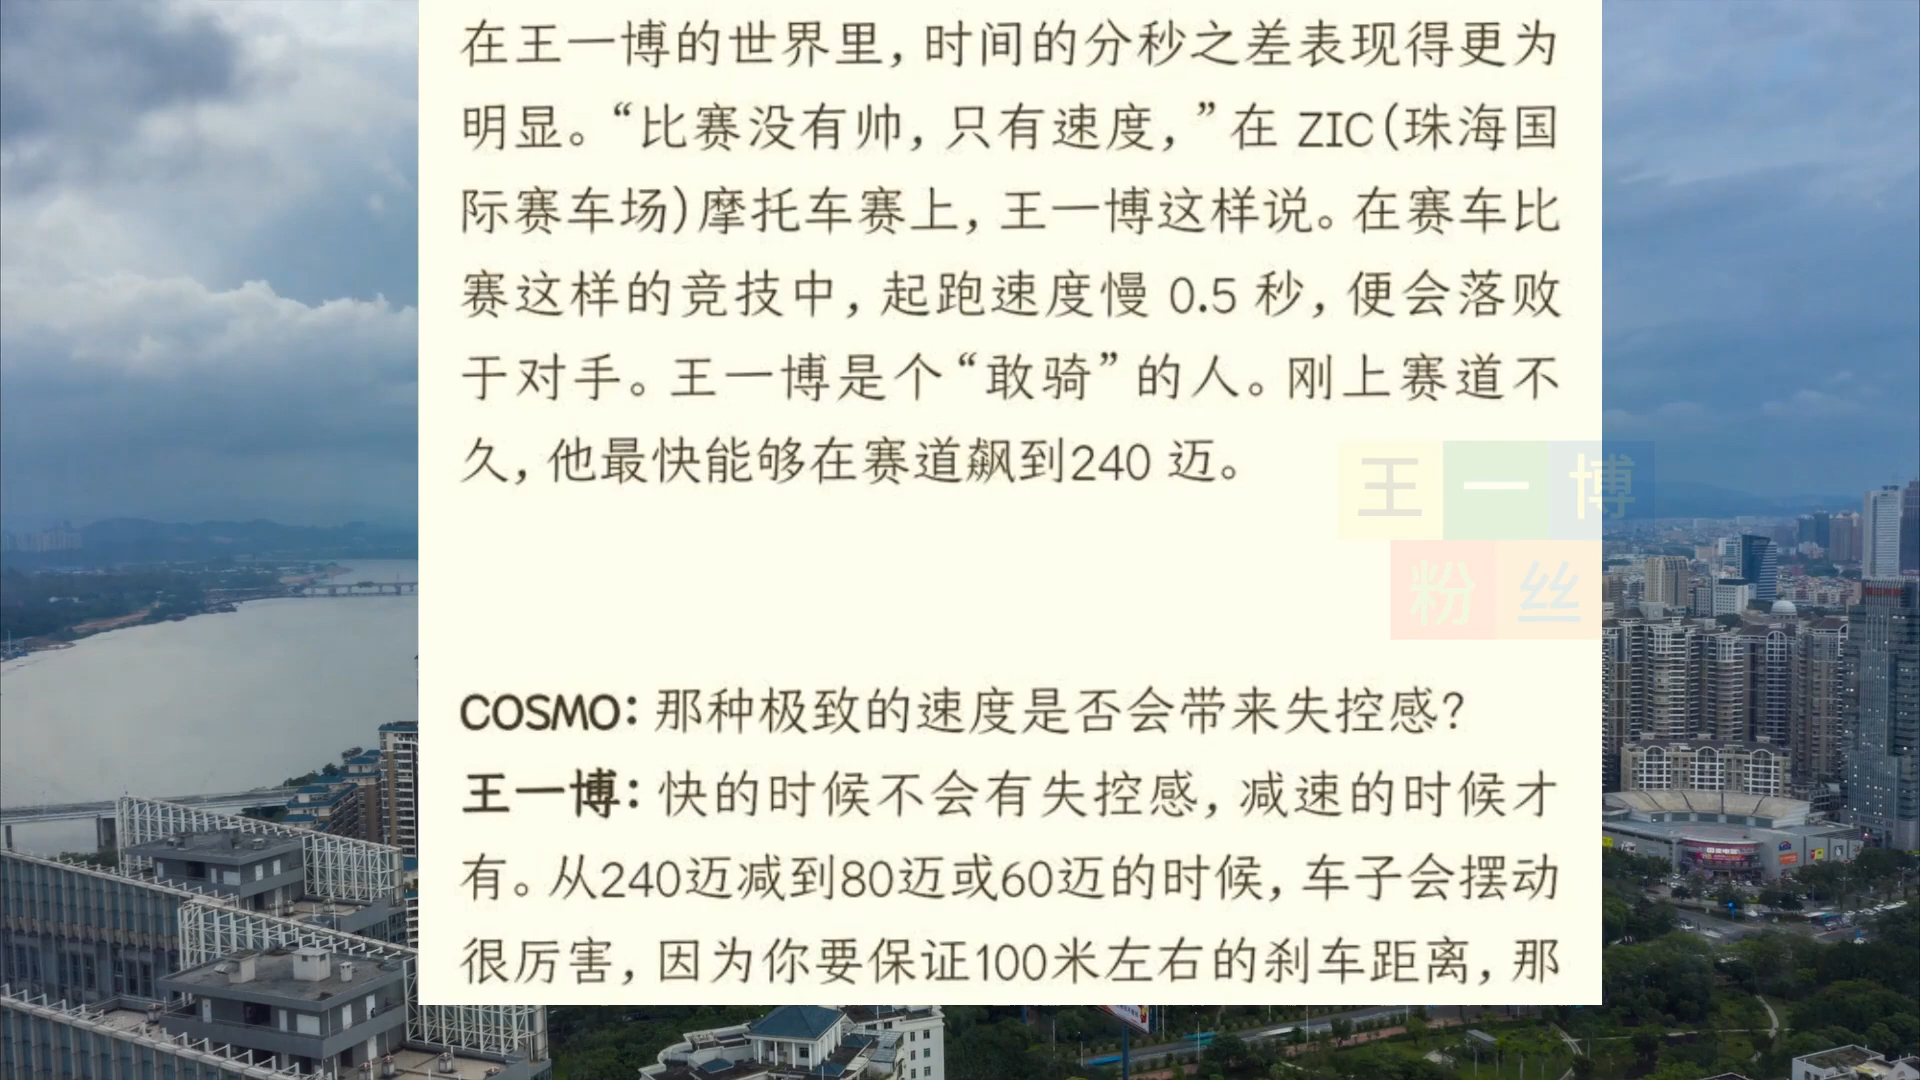 在王一博的世界里，时间的分秒之差表现得更为
明显。“比赛没有帅，只有速度，”在 ZIC（珠海国
际赛车场）摩托车赛上，王一博这样说。在赛车比
赛这样的竞技中，起跑速度慢 0.5 秒，便会落败
于对手。王一博是个“敢骑”的人。刚上赛道不
久，他最快能够在赛道飙到240 迈。
王一博
粉丝
COSMO：那种极致的速度是否会带来失控感？
王一博：快的时候不会有失控感，减速的时候才
有。从240迈减到80迈或60迈的时候，车子会摆动
很厉害，因为你要保证100米左右的刹车距离，那